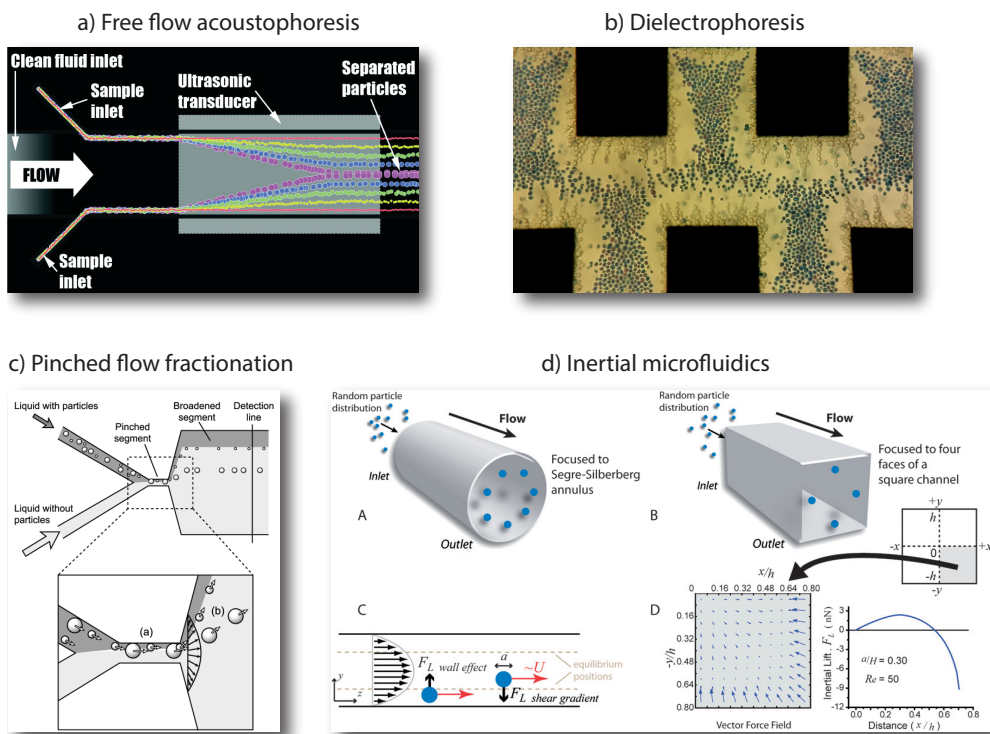 a) Free flow acoustophoresis
Clean fluid inlet
Sample
inlet
Ultrasonic
transducer
Separated
particles
FLOW
Sample
inlet
b) Dielectrophoresis
c) Pinched flow fractionation
Liquid with particles
Pinched
segment
Broadened
segment
Detection
line
Liquid without
particles
(a)
(b)
d) Inertial microfluidics
Random particle
distribution
Flow
Inlet
Focused to
Segre-Silberberg
annulus
A
Outlet
Random particle
distribution
Flow
Inlet
Focused to four
faces of a
square channel
B
Outlet
+y
h
-x
0
+x
-h
-y
C
y
z
F_L wall effect
a
~U
F_L shear gradient
equilibrium
positions
x/h
0 0.16 0.32 0.48 0.64 0.80
0.16
0.32
0.48
0.64
0.80
-y/h
Vector Force Field
D
Inertial Lift, F_L (nN)
3
0
-3
-6
-9
-12
a/H = 0.30
Re = 50
0.0 0.4 0.8
Distance (x/h)